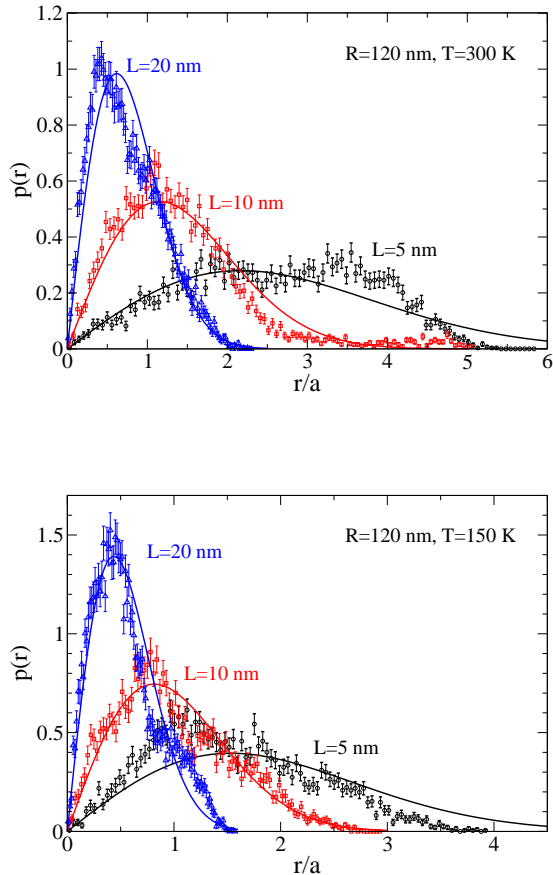 R=120 nm, T=300 K
L=20 nm
L=10 nm
L=5 nm
p(r)
1.2
1
0.8
0.6
0.4
0.2
0
0 1 2 3 4 5 6
r/a
R=120 nm, T=150 K
L=20 nm
L=10 nm
L=5 nm
p(r)
1.5
1
0.5
0
0 1 2 3 4
r/a